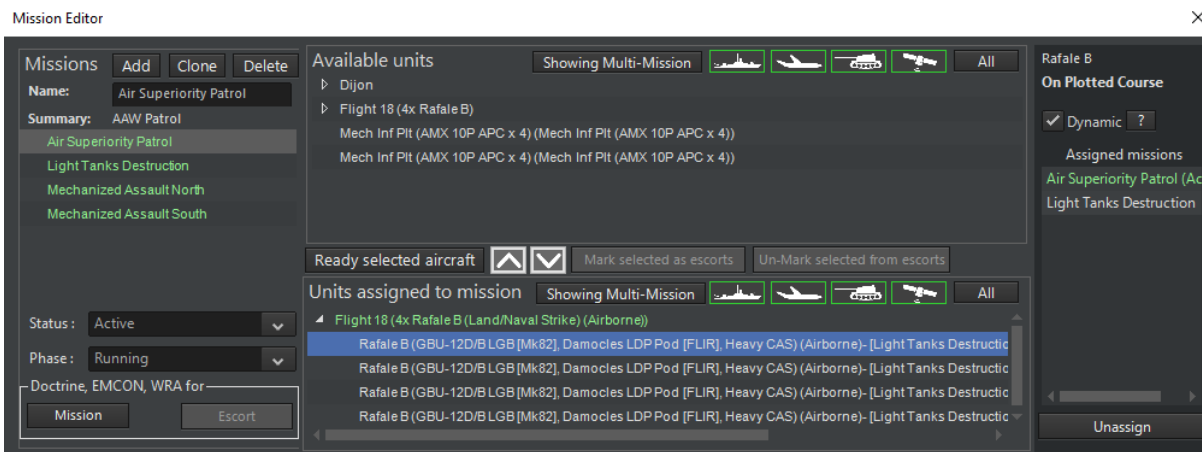 Mission Editor
Missions Add Clone Delete
Name: Air Superiority Patrol
Summary: AAW Patrol
Air Superiority Patrol
Light Tanks Destruction
Mechanized Assault North
Mechanized Assault South
Status : Active
Phase : Running
Doctrine, EMCON, WRA for
Mission Escort
Available units Showing Multi-Mission All
Dijon
Flight 18 (4x Rafale B)
Mech Inf Plt (AMX 10P APC x 4) (Mech Inf Plt (AMX 10P APC x 4))
Mech Inf Plt (AMX 10P APC x 4) (Mech Inf Plt (AMX 10P APC x 4))
Ready selected aircraft Mark selected as escorts Un-Mark selected from escorts
Units assigned to mission Showing Multi-Mission All
Flight 18 (4x Rafale B (Land/Naval Strike) (Airborne))
Rafale B (GBU-12D/B LGB [Mk82], Damocles LDP Pod [FLIR], Heavy CAS) (Airborne)- [Light Tanks Destructio
Rafale B (GBU-12D/B LGB [Mk82], Damocles LDP Pod [FLIR], Heavy CAS) (Airborne)- [Light Tanks Destructio
Rafale B (GBU-12D/B LGB [Mk82], Damocles LDP Pod [FLIR], Heavy CAS) (Airborne)- [Light Tanks Destructio
Rafale B (GBU-12D/B LGB [Mk82], Damocles LDP Pod [FLIR], Heavy CAS) (Airborne)- [Light Tanks Destructic
Rafale B
On Plotted Course
Dynamic ?
Assigned missions
Air Superiority Patrol (Ac
Light Tanks Destruction
Unassign